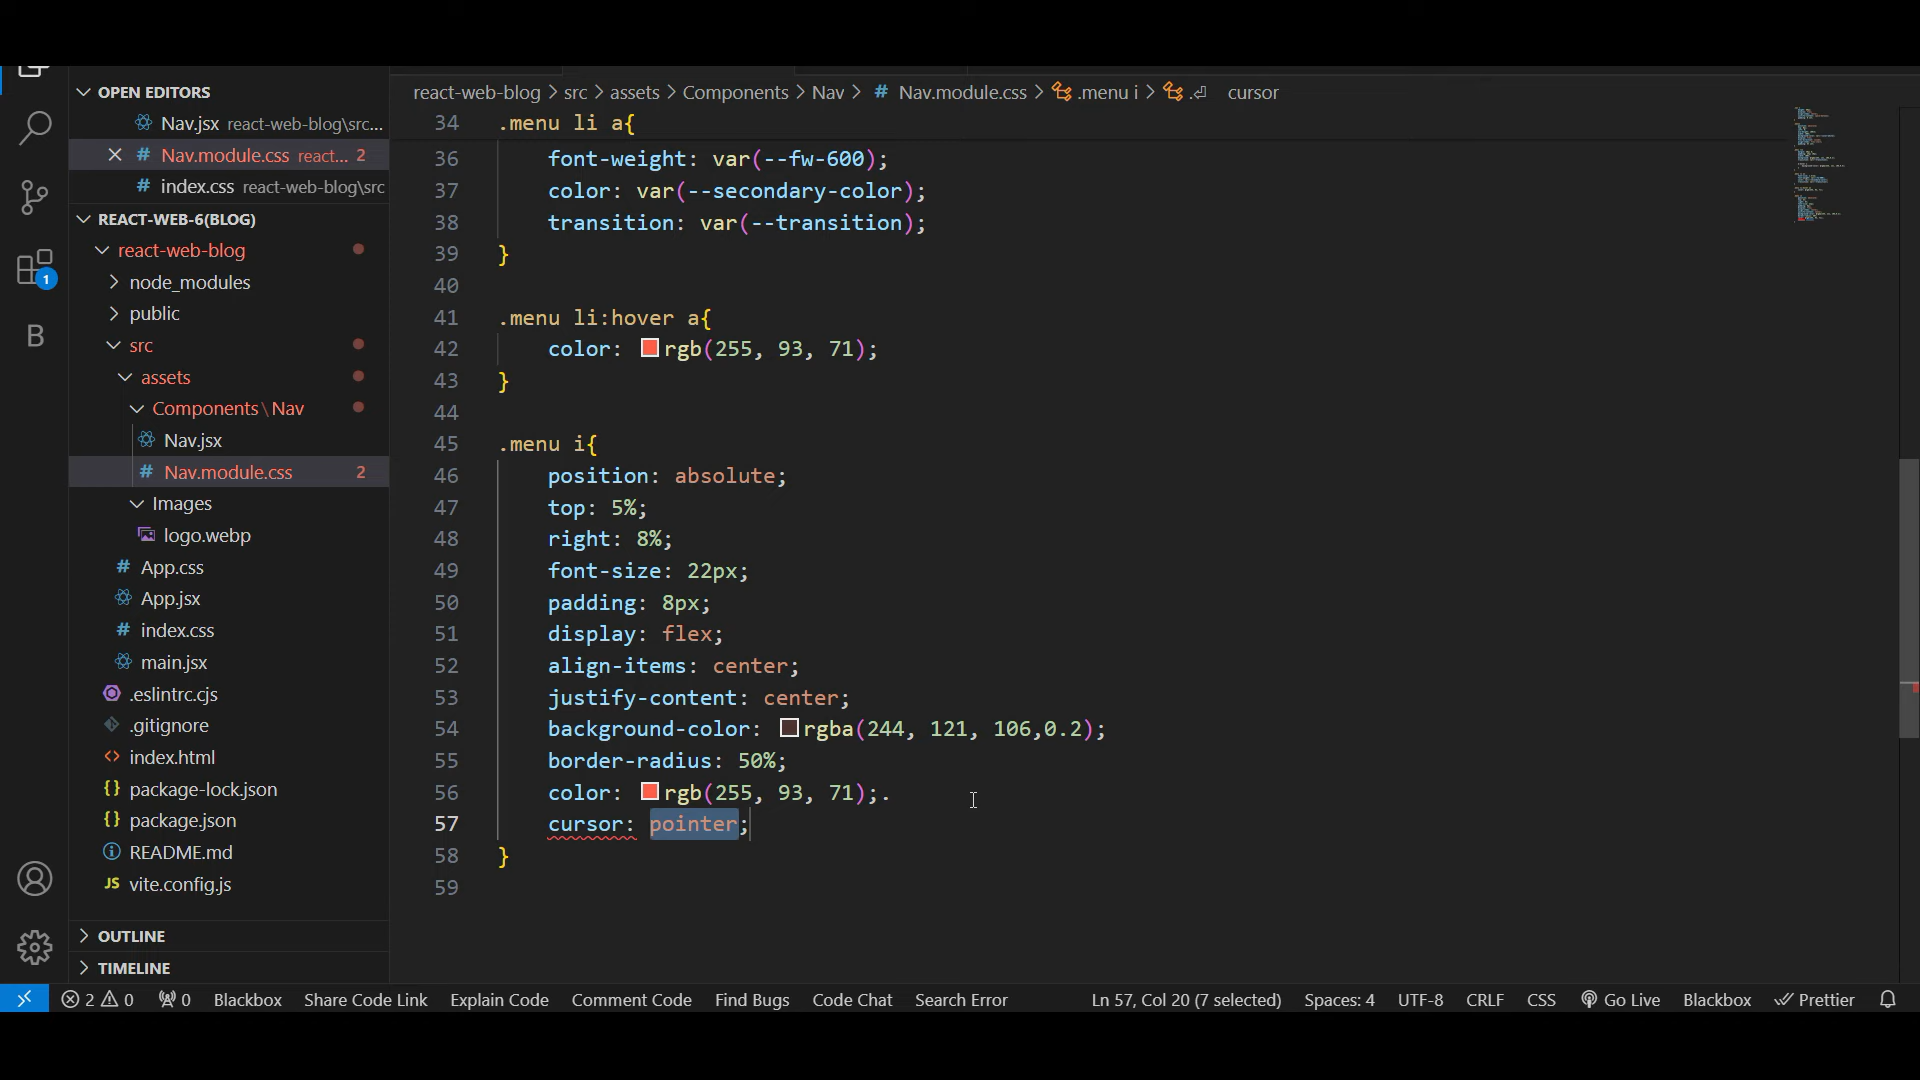 OPEN EDITORS
Nav.jsx react-web-blog\src...
Nav.module.css react... 2
index.css react-web-blog\src
REACT-WEB-6(BLOG)
react-web-blog
node_modules
public
src
assets
Components\Nav
Nav.jsx
Nav.module.css 2
Images
logo.webp
App.css
App.jsx
index.css
main.jsx
.eslintrc.cjs
.gitignore
index.html
package-lock.json
package.json
README.md
vite.config.js
OUTLINE
TIMELINE
1
B
react-web-blog > src > assets > Components > Nav > # Nav.module.css > .menu i > .⏎ cursor
34 .menu li a{
36 font-weight: var(--fw-600);
37 color: var(--secondary-color);
38 transition: var(--transition);
39 }
40
41 .menu li:hover a{
42 color: rgb(255, 93, 71);
43 }
44
45 .menu i{
46 position: absolute;
47 top: 5%;
48 right: 8%;
49 font-size: 22px;
50 padding: 8px;
51 display: flex;
52 align-items: center;
53 justify-content: center;
54 background-color: rgba(244, 121, 106,0.2);
55 border-radius: 50%;
56 color: rgb(255, 93, 71);.
57 cursor: pointer;
58 }
59
2 0 0 Blackbox Share Code Link Explain Code Comment Code Find Bugs Code Chat Search Error Ln 57, Col 20 (7 selected) Spaces: 4 UTF-8 CRLF CSS Go Live Blackbox Prettier